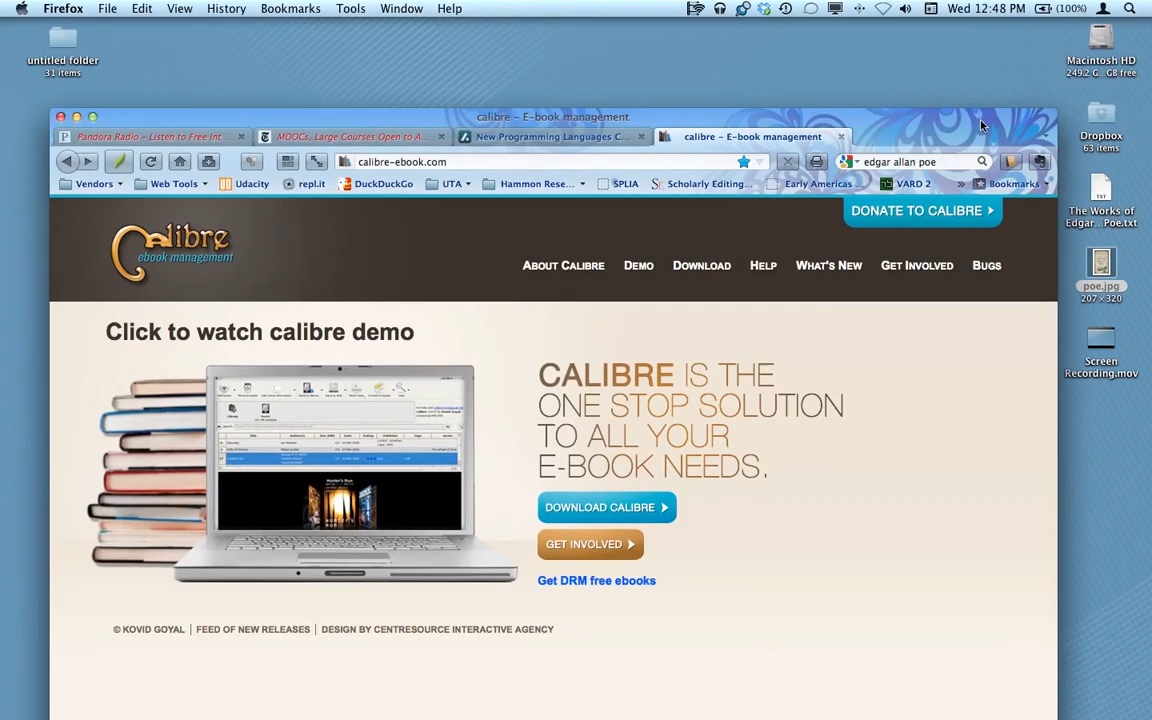 Firefox File Edit View History Bookmarks Tools Window Help Wed 12:48 PM (100%)
untitled folder
31 items
Macintosh HD
249.2 G...GB free
Dropbox
63 items
The Works of
Edgar...Poe.txt
poe.jpg
207 × 320
Screen
Recording.mov
calibre - E-book management
Pandora Radio - Listen to Free Int... MOOCs, Large Courses Open to A... New Programming Languages C... calibre - E-book management
calibre-ebook.com edgar allan poe
Vendors Web Tools Udacity repl.it DuckDuckGo UTA Hammon Rese... SPLIA Scholarly Editing... Early Americas ... VARD 2 » Bookmarks
DONATE TO CALIBRE
Calibre
ebook management
ABOUT CALIBRE DEMO DOWNLOAD HELP WHAT'S NEW GET INVOLVED BUGS
Click to watch calibre demo
CALIBRE IS THE
ONE STOP SOLUTION
TO ALL YOUR
E-BOOK NEEDS.
DOWNLOAD CALIBRE
GET INVOLVED
Get DRM free ebooks
© KOVID GOYAL | FEED OF NEW RELEASES | DESIGN BY CENTRESOURCE INTERACTIVE AGENCY